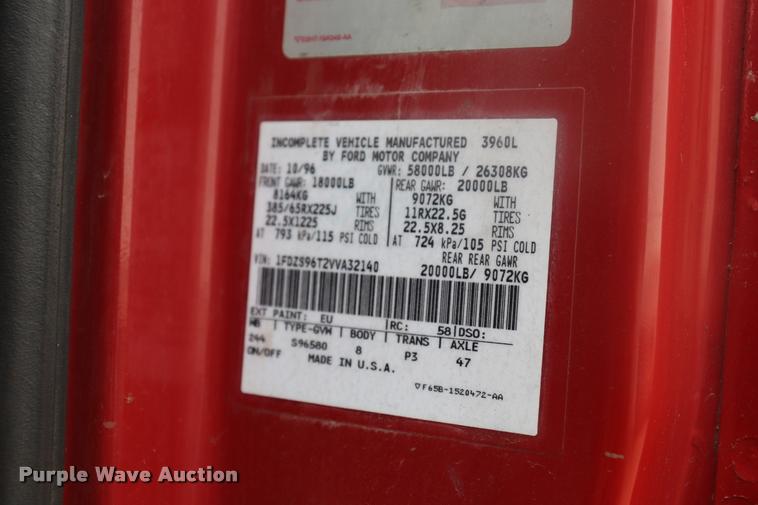 INCOMPLETE VEHICLE MANUFACTURED 3960L
BY FORD MOTOR COMPANY
DATE: 10/96 GVWR: 58000LB / 26308KG
FRONT GAWR: 18000LB REAR GAWR: 20000LB
8164KG WITH 9072KG WITH
385/65RX225J TIRES 11RX22.5G TIRES
22.5X1225 RIMS 22.5X8.25 RIMS
AT 793 kPa/115 PSI COLD AT 724 kPa/105 PSI COLD
REAR REAR GAWR
VIN: 1FDZS96T2VVA32140 20000LB/ 9072KG
EXT PAINT: EU RC: 58 DSO:
WB TYPE-GVW BODY TRANS AXLE
244 S96580 8 P3 47
ON/OFF MADE IN U.S.A.
▽F65B-1520472-AA
Purple Wave Auction